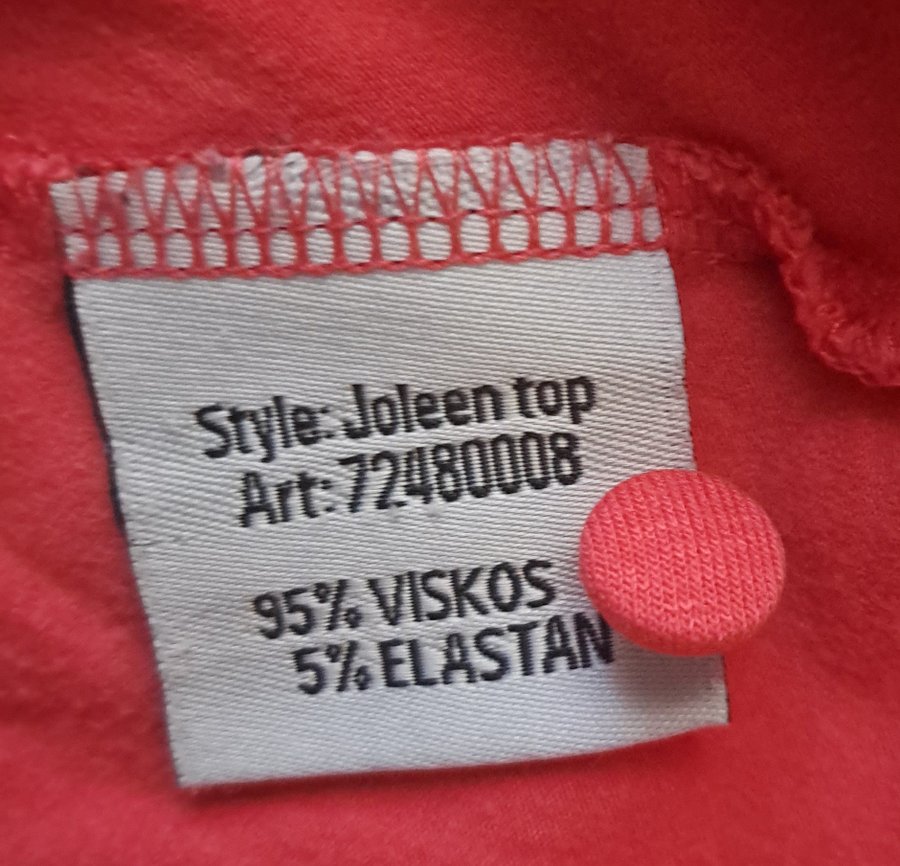 Style: Joleen top
Art: 72480008
95% VISKOS
5% ELASTAN